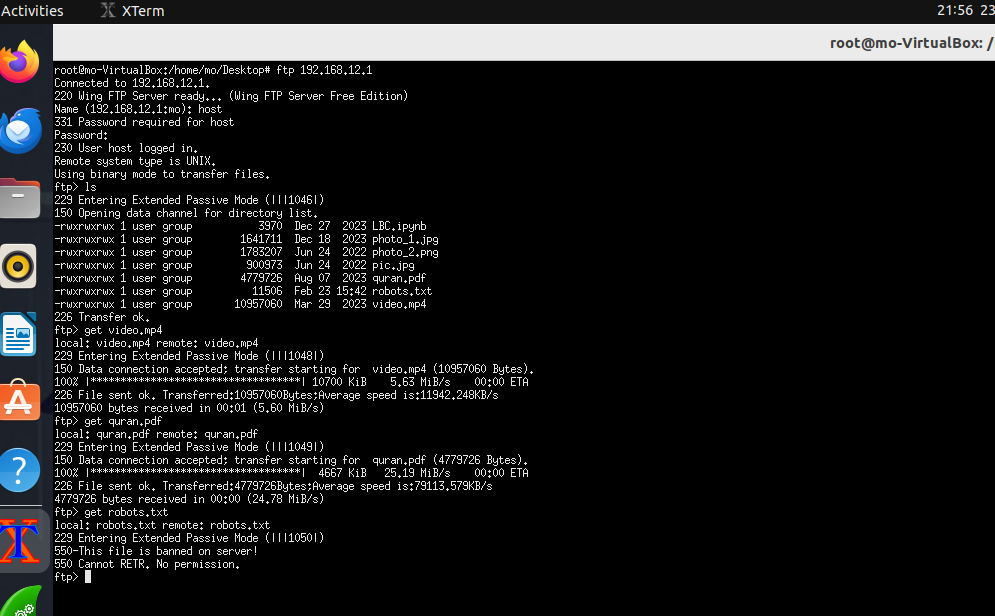 Activities
XTerm
21:56 23
root@mo-VirtualBox: /
root@mo-VirtualBox:/home/mo/Desktop# ftp 192.168.12.1
Connected to 192.168.12.1.
220 Wing FTP Server ready... (Wing FTP Server Free Edition)
Name (192.168.12.1:mo): host
331 Password required for host
Password:
230 User host logged in.
Remote system type is UNIX.
Using binary mode to transfer files.
ftp> ls
229 Entering Extended Passive Mode (|||1046|)
150 Opening data channel for directory list.
-rwxrwxrwx 1 user group 3970 Dec 27 2023 LBC.ipynb
-rwxrwxrwx 1 user group 1641711 Dec 18 2023 photo_1.jpg
-rwxrwxrwx 1 user group 1783207 Jun 24 2022 photo_2.png
-rwxrwxrwx 1 user group 900973 Jun 24 2022 pic.jpg
-rwxrwxrwx 1 user group 4779726 Aug 07 2023 quran.pdf
-rwxrwxrwx 1 user group 11506 Feb 23 15:42 robots.txt
-rwxrwxrwx 1 user group 10957060 Mar 29 2023 video.mp4
226 Transfer ok.
ftp> get video.mp4
local: video.mp4 remote: video.mp4
229 Entering Extended Passive Mode (|||1048|)
150 Data connection accepted; transfer starting for  video.mp4 (10957060 Bytes).
100% |***********************************| 10700 KiB    5.63 MiB/s    00:00 ETA
226 File sent ok. Transferred:10957060Bytes;Average speed is:11942.248KB/s
10957060 bytes received in 00:01 (5.60 MiB/s)
ftp> get quran.pdf
local: quran.pdf remote: quran.pdf
229 Entering Extended Passive Mode (|||1049|)
150 Data connection accepted; transfer starting for  quran.pdf (4779726 Bytes).
100% |***********************************|  4667 KiB   25.19 MiB/s    00:00 ETA
226 File sent ok. Transferred:4779726Bytes;Average speed is:79113.579KB/s
4779726 bytes received in 00:00 (24.78 MiB/s)
ftp> get robots.txt
local: robots.txt remote: robots.txt
229 Entering Extended Passive Mode (|||1050|)
550-This file is banned on server!
550 Cannot RETR. No permission.
ftp>